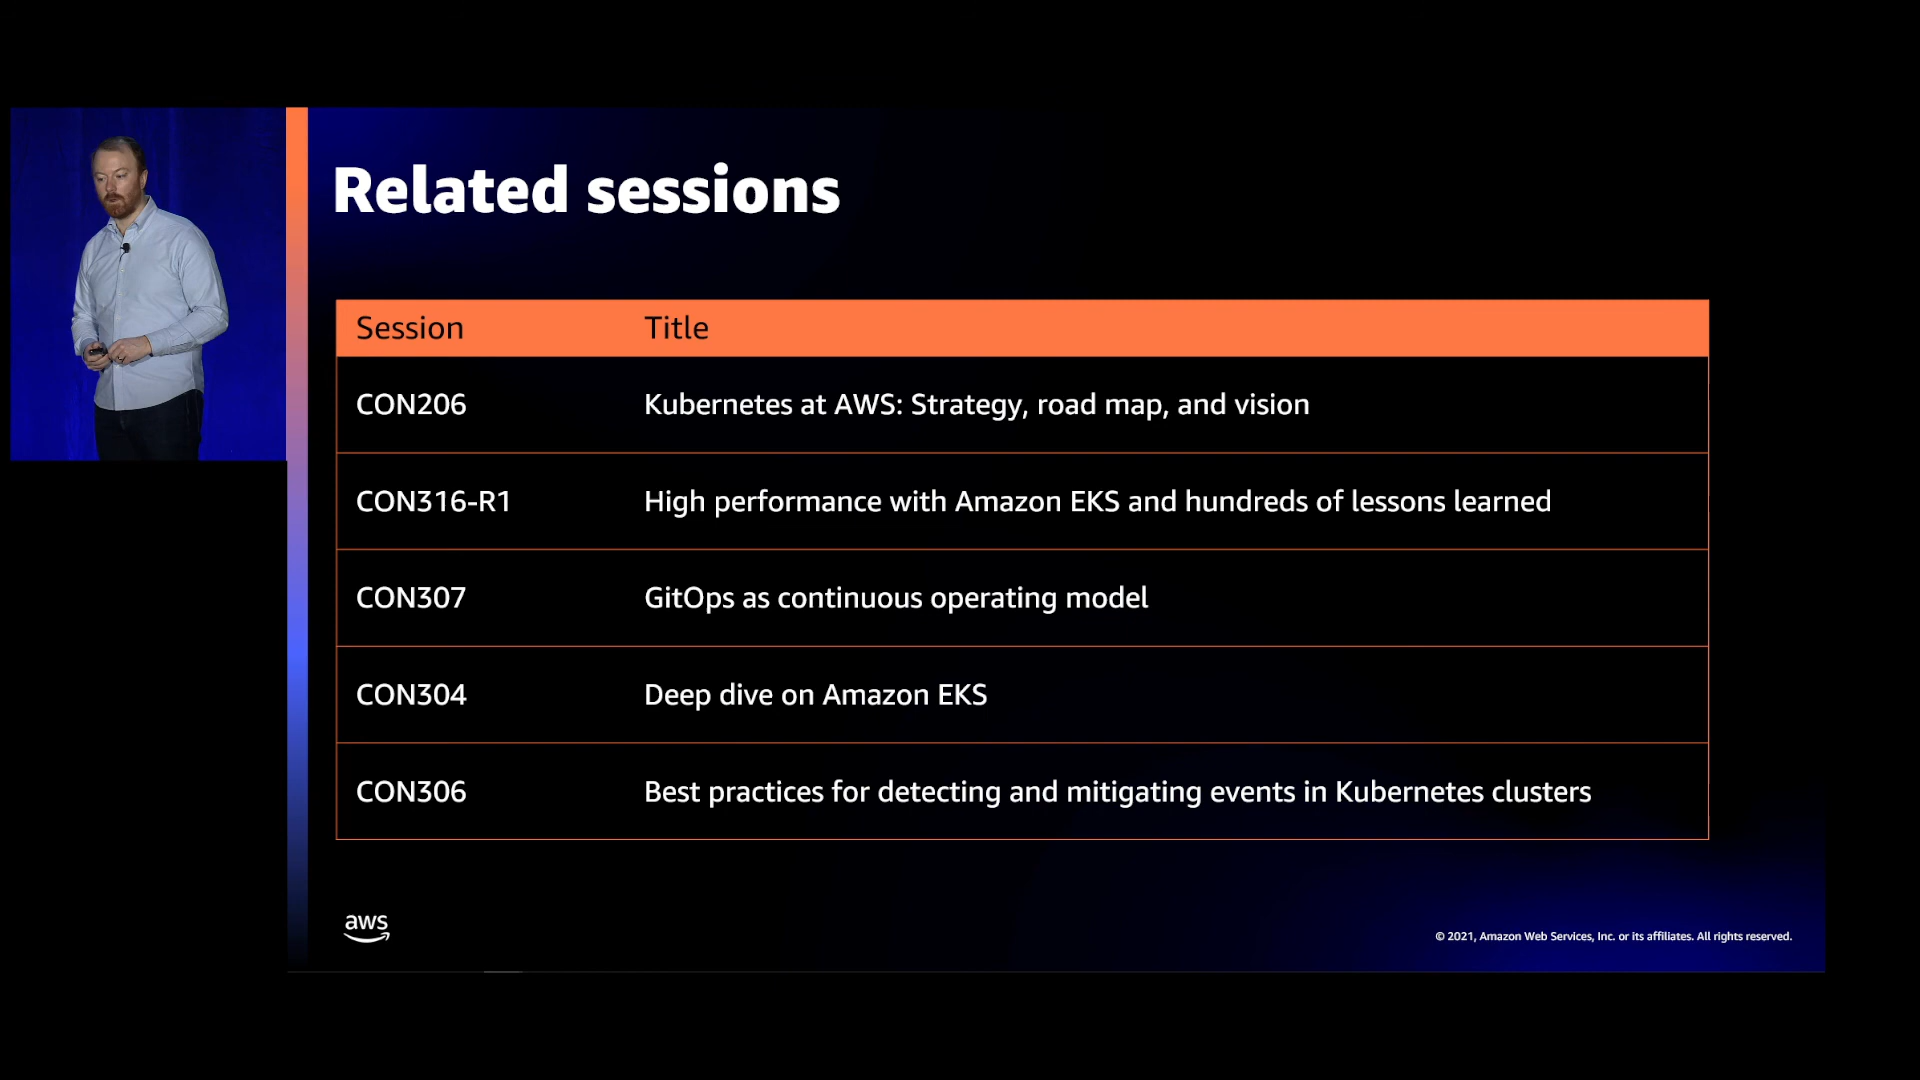 Related sessions
Session Title
CON206 Kubernetes at AWS: Strategy, road map, and vision
CON316-R1 High performance with Amazon EKS and hundreds of lessons learned
CON307 GitOps as continuous operating model
CON304 Deep dive on Amazon EKS
CON306 Best practices for detecting and mitigating events in Kubernetes clusters
aws
© 2021, Amazon Web Services, Inc. or its affiliates. All rights reserved.